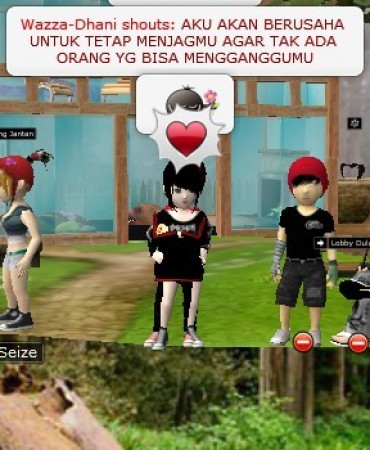 Wazza-Dhani shouts: AKU AKAN BERUSAHA
UNTUK TETAP MENJAGMU AGAR TAK ADA
ORANG YG BISA MENGGANGGUMU
ng Jantan
Lobby Dul
Seize